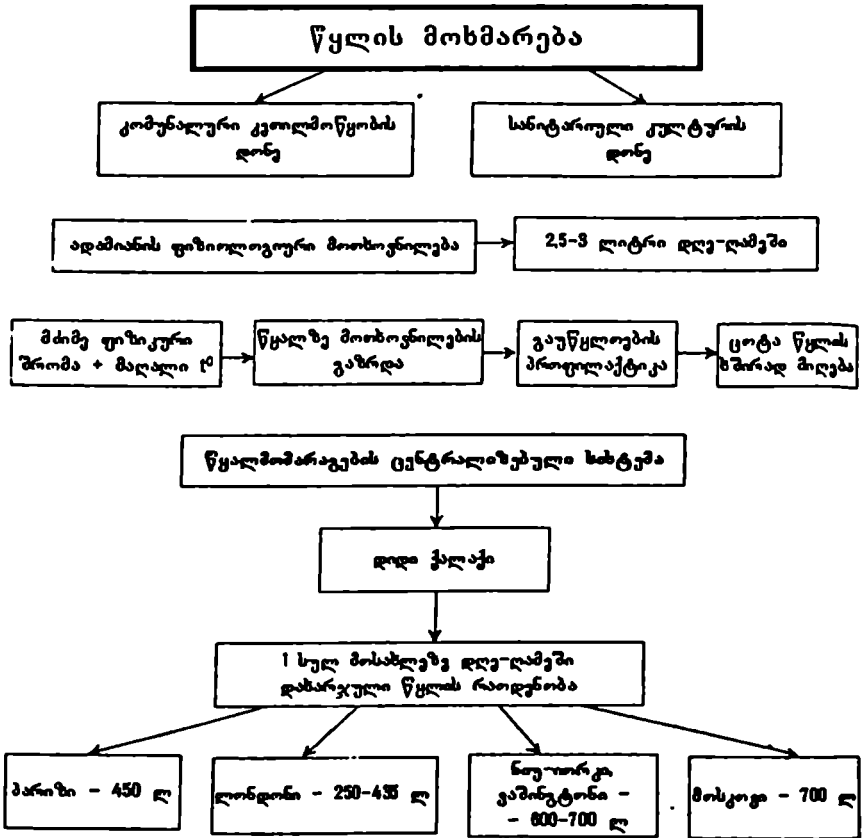 წყლის მოხმარება
კომუნალური კეთილმოწყობის
დონე
სანიტარიული კულტურის
დონე
ადამიანის ფიზიოლოგიური მოთხოვნილება
2,5-3 ლიტრი დღე-ღამეში
მძიმე ფიზიკური
შრომა + მაღალი t⁰
წყალზე მოთხოვნილების
გაზრდა
გაუწყლოების
პროფილაქტიკა
ცოტა წყლის
ხშირად მიღება
წყალმომარაგების ცენტრალიზებული სისტემა
დიდი ქალაქი
1 სულ მოსახლეზე დღე-ღამეში
დახარჯული წყლის რაოდენობა
პარიზი - 450 ლ
ლონდონი - 250-435 ლ
ნიუ-იორკი,
ვაშინგტონი -
- 600-700 ლ
მოსკოვი - 700 ლ